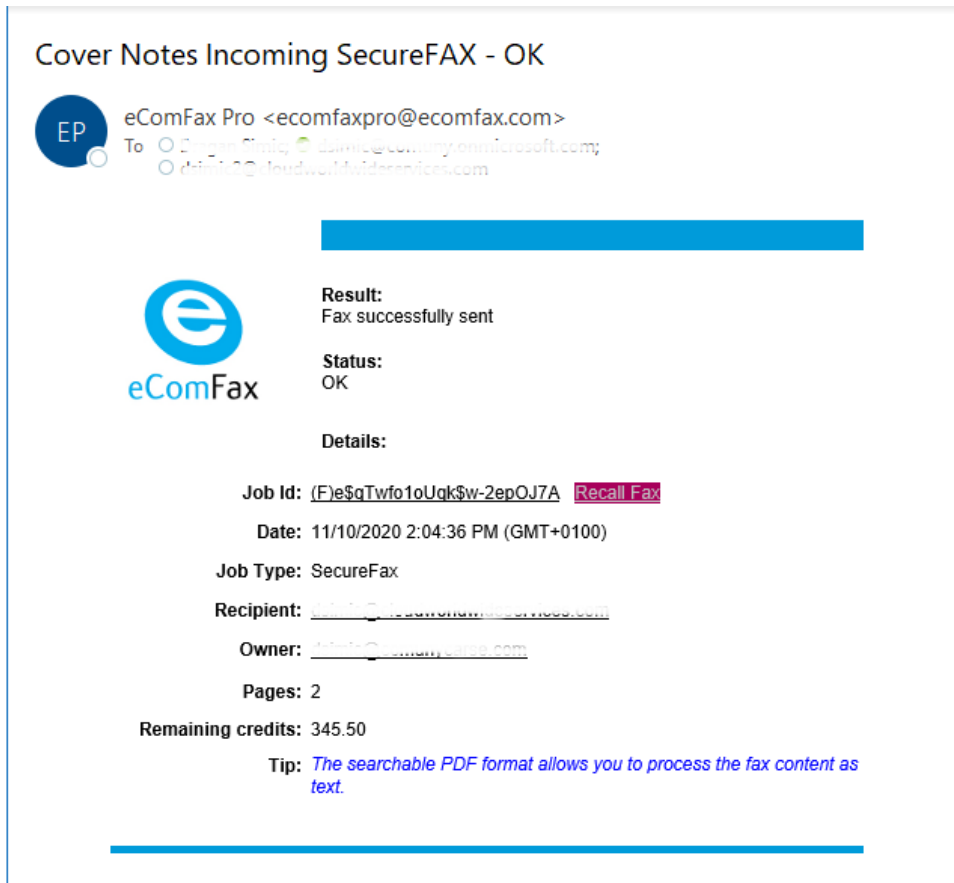 Cover Notes Incoming SecureFAX - OK
EP
eComFax Pro <ecomfaxpro@ecomfax.com>
To
eComFax
Result:
Fax successfully sent
Status:
OK
Details:
Job Id: (F)e$qTwfo1oUqk$w-2epOJ7A Recall Fax
Date: 11/10/2020 2:04:36 PM (GMT+0100)
Job Type: SecureFax
Recipient:
Owner:
Pages: 2
Remaining credits: 345.50
Tip: The searchable PDF format allows you to process the fax content as
text.